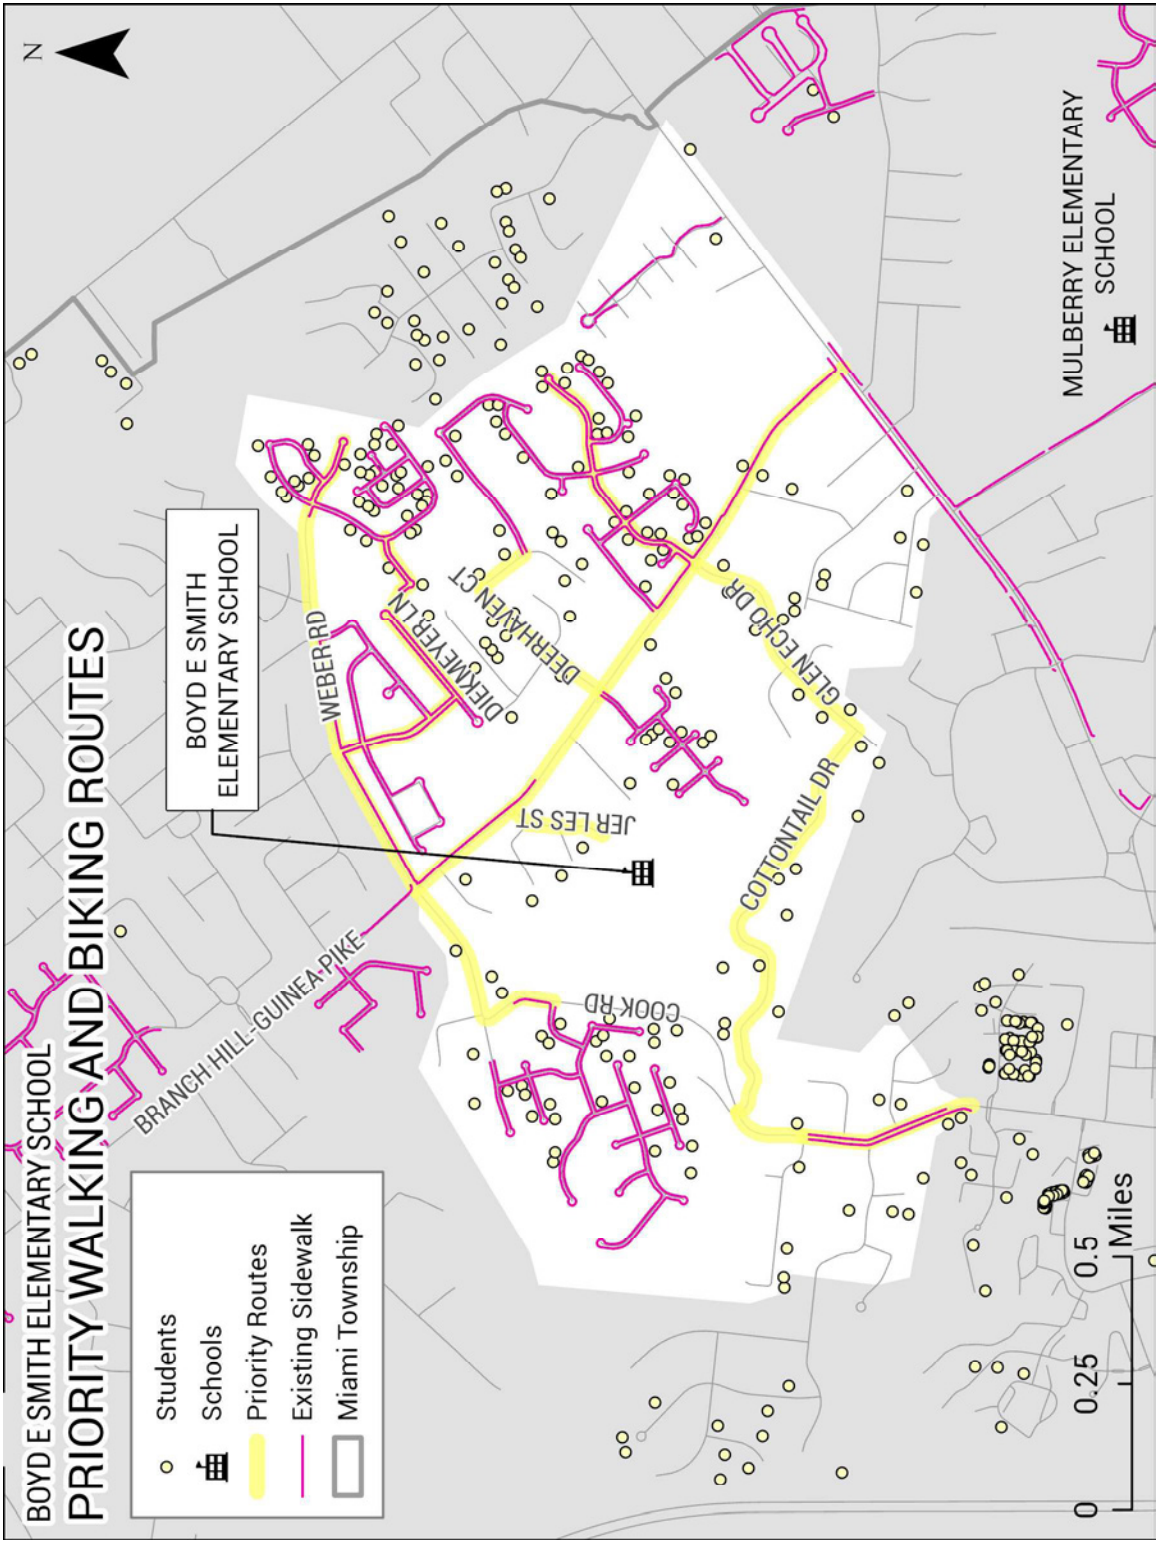 BOYD E SMITH ELEMENTARY SCHOOL
PRIORITY WALKING AND BIKING ROUTES
N
Students
Schools
Priority Routes
Existing Sidewalk
Miami Township
BOYD E SMITH
ELEMENTARY SCHOOL
BRANCH HILL-GUINEA PIKE
WEBER RD
DIEKMEYER LN
DEERHAVEN CT
JER LES ST
COOK RD
GLEN ECHO DR
COTTONTAIL DR
MULBERRY ELEMENTARY
SCHOOL
0 0.25 0.5
Miles